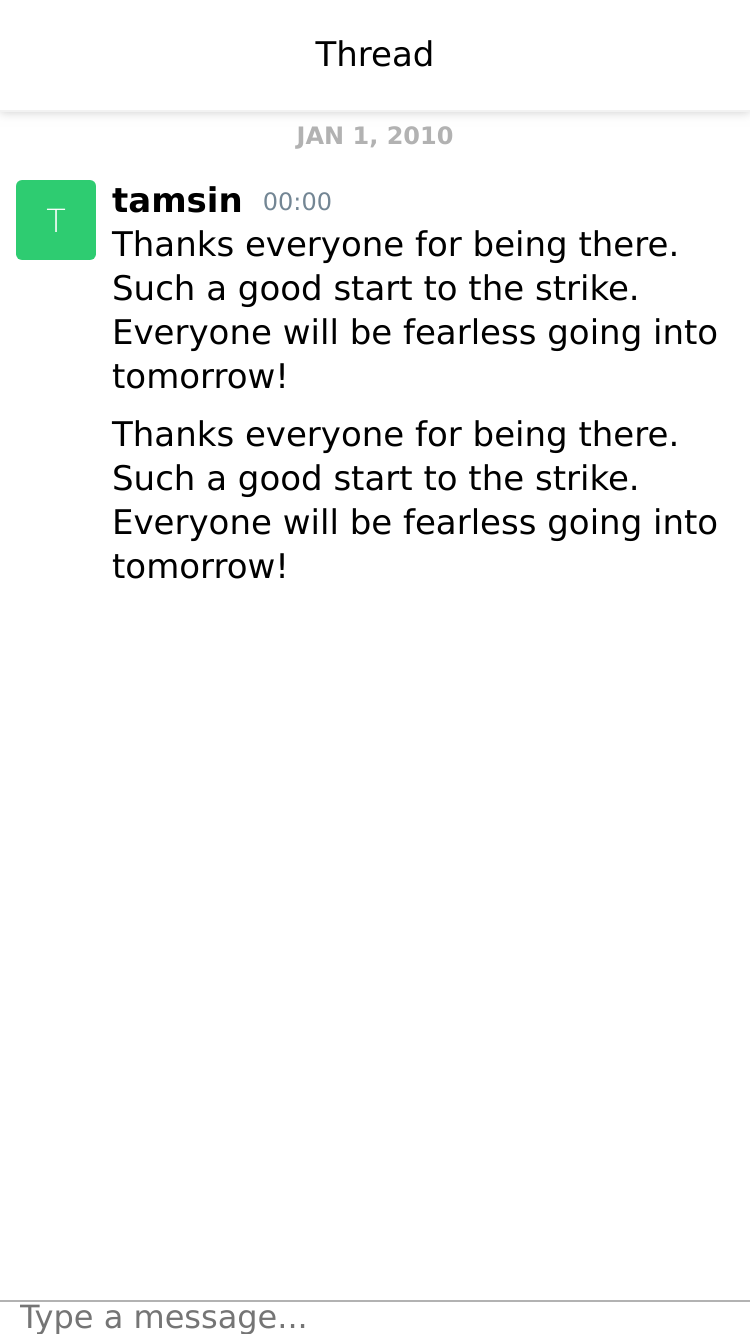 Thread
JAN 1, 2010
T
tamsin 00:00
Thanks everyone for being there.
Such a good start to the strike.
Everyone will be fearless going into
tomorrow!
Thanks everyone for being there.
Such a good start to the strike.
Everyone will be fearless going into
tomorrow!
Type a message...